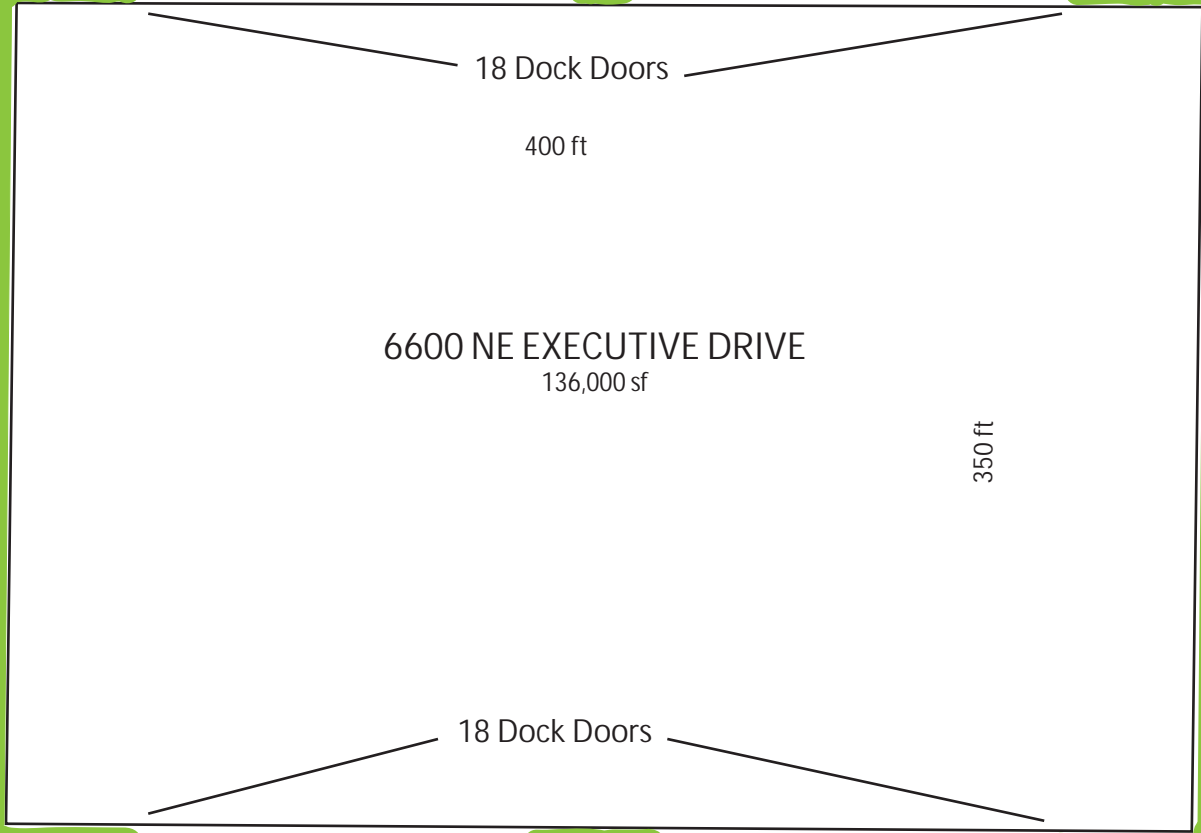 18 Dock Doors
400 ft
6600 NE EXECUTIVE DRIVE
136,000 sf
350 ft
18 Dock Doors